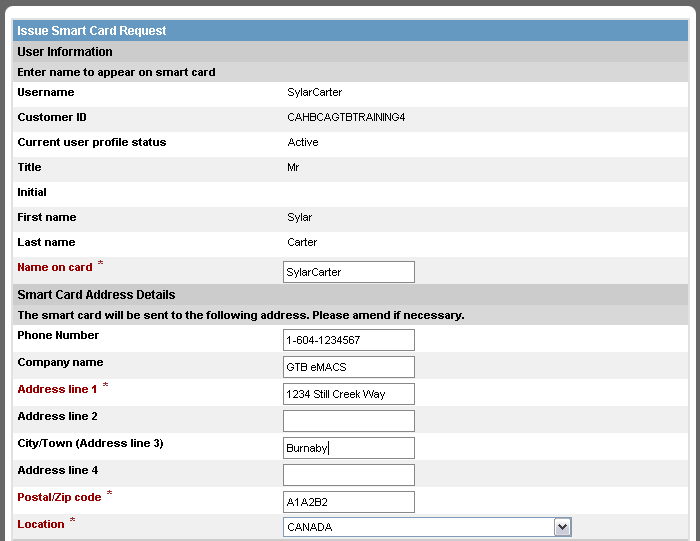 Issue Smart Card Request
User Information
Enter name to appear on smart card
Username SylarCarter
Customer ID CAHBCAGTBTRAINING4
Current user profile status Active
Title Mr
Initial
First name Sylar
Last name Carter
Name on card * SylarCarter
Smart Card Address Details
The smart card will be sent to the following address. Please amend if necessary.
Phone Number 1-604-1234567
Company name GTB eMACS
Address line 1 * 1234 Still Creek Way
Address line 2
City/Town (Address line 3) Burnaby
Address line 4
Postal/Zip code * A1A2B2
Location * CANADA